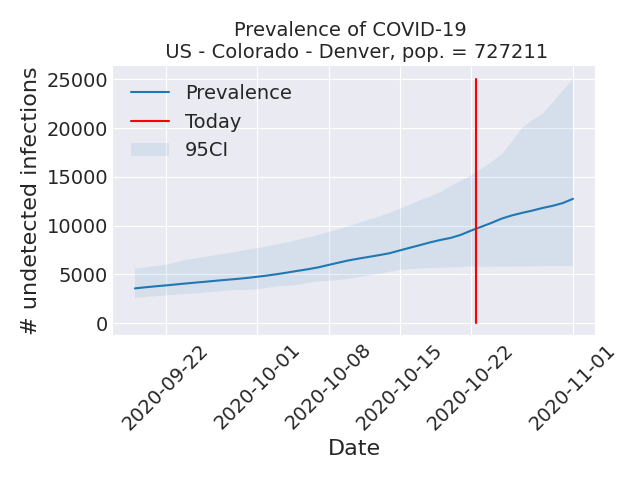 Prevalence of COVID-19
US - Colorado - Denver, pop. = 727211
# undetected infections
25000
20000
15000
10000
5000
0
Prevalence
Today
95CI
2020-09-22
2020-10-01
2020-10-08
2020-10-15
2020-10-22
2020-11-01
Date